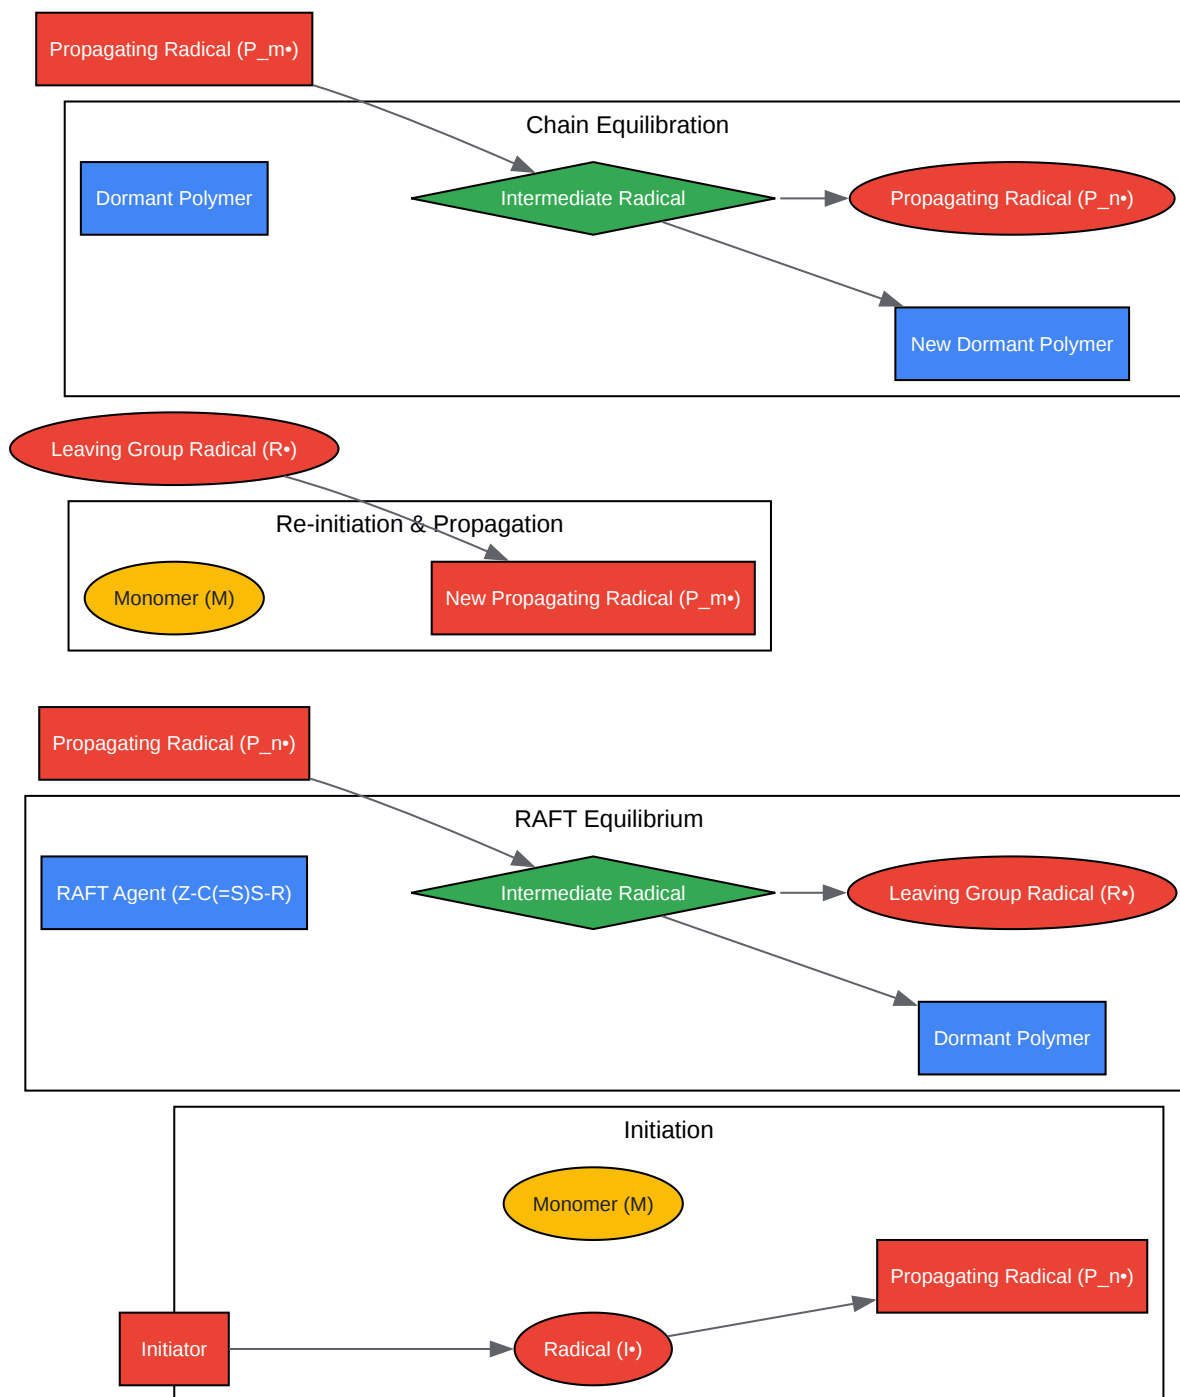 Propagating Radical (P_m•)
Chain Equilibration
Dormant Polymer
Intermediate Radical
Propagating Radical (P_n•)
New Dormant Polymer
Leaving Group Radical (R•)
Re-initiation & Propagation
Monomer (M)
New Propagating Radical (P_m•)
Propagating Radical (P_n•)
RAFT Equilibrium
RAFT Agent (Z-C(=S)S-R)
Intermediate Radical
Leaving Group Radical (R•)
Dormant Polymer
Initiation
Monomer (M)
Propagating Radical (P_n•)
Initiator
Radical (I•)